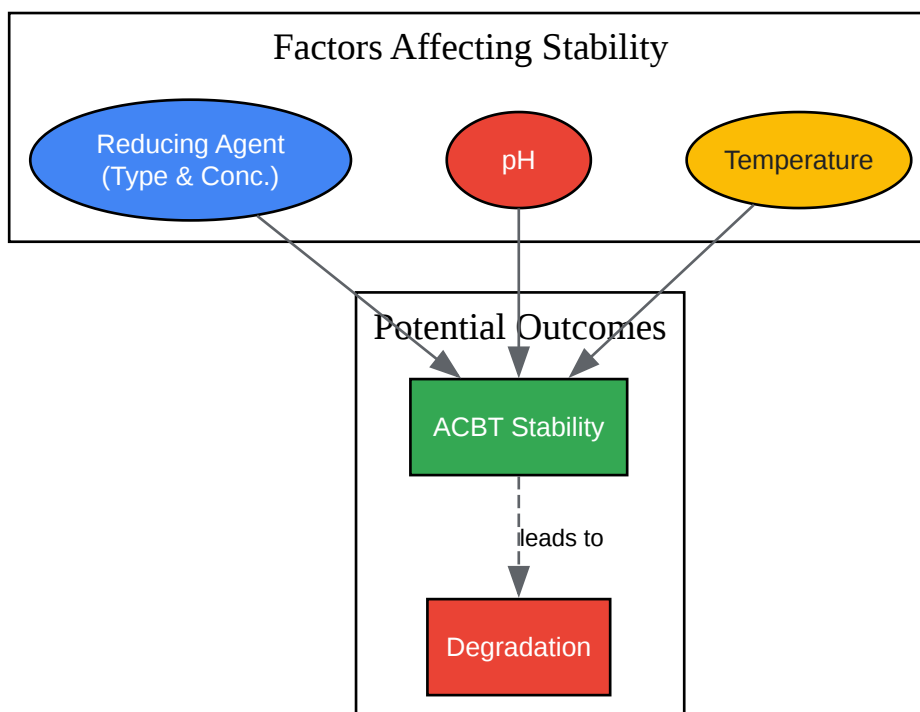 Factors Affecting Stability
Reducing Agent
(Type & Conc.)
pH
Temperature
Potential Outcomes
ACBT Stability
leads to
Degradation